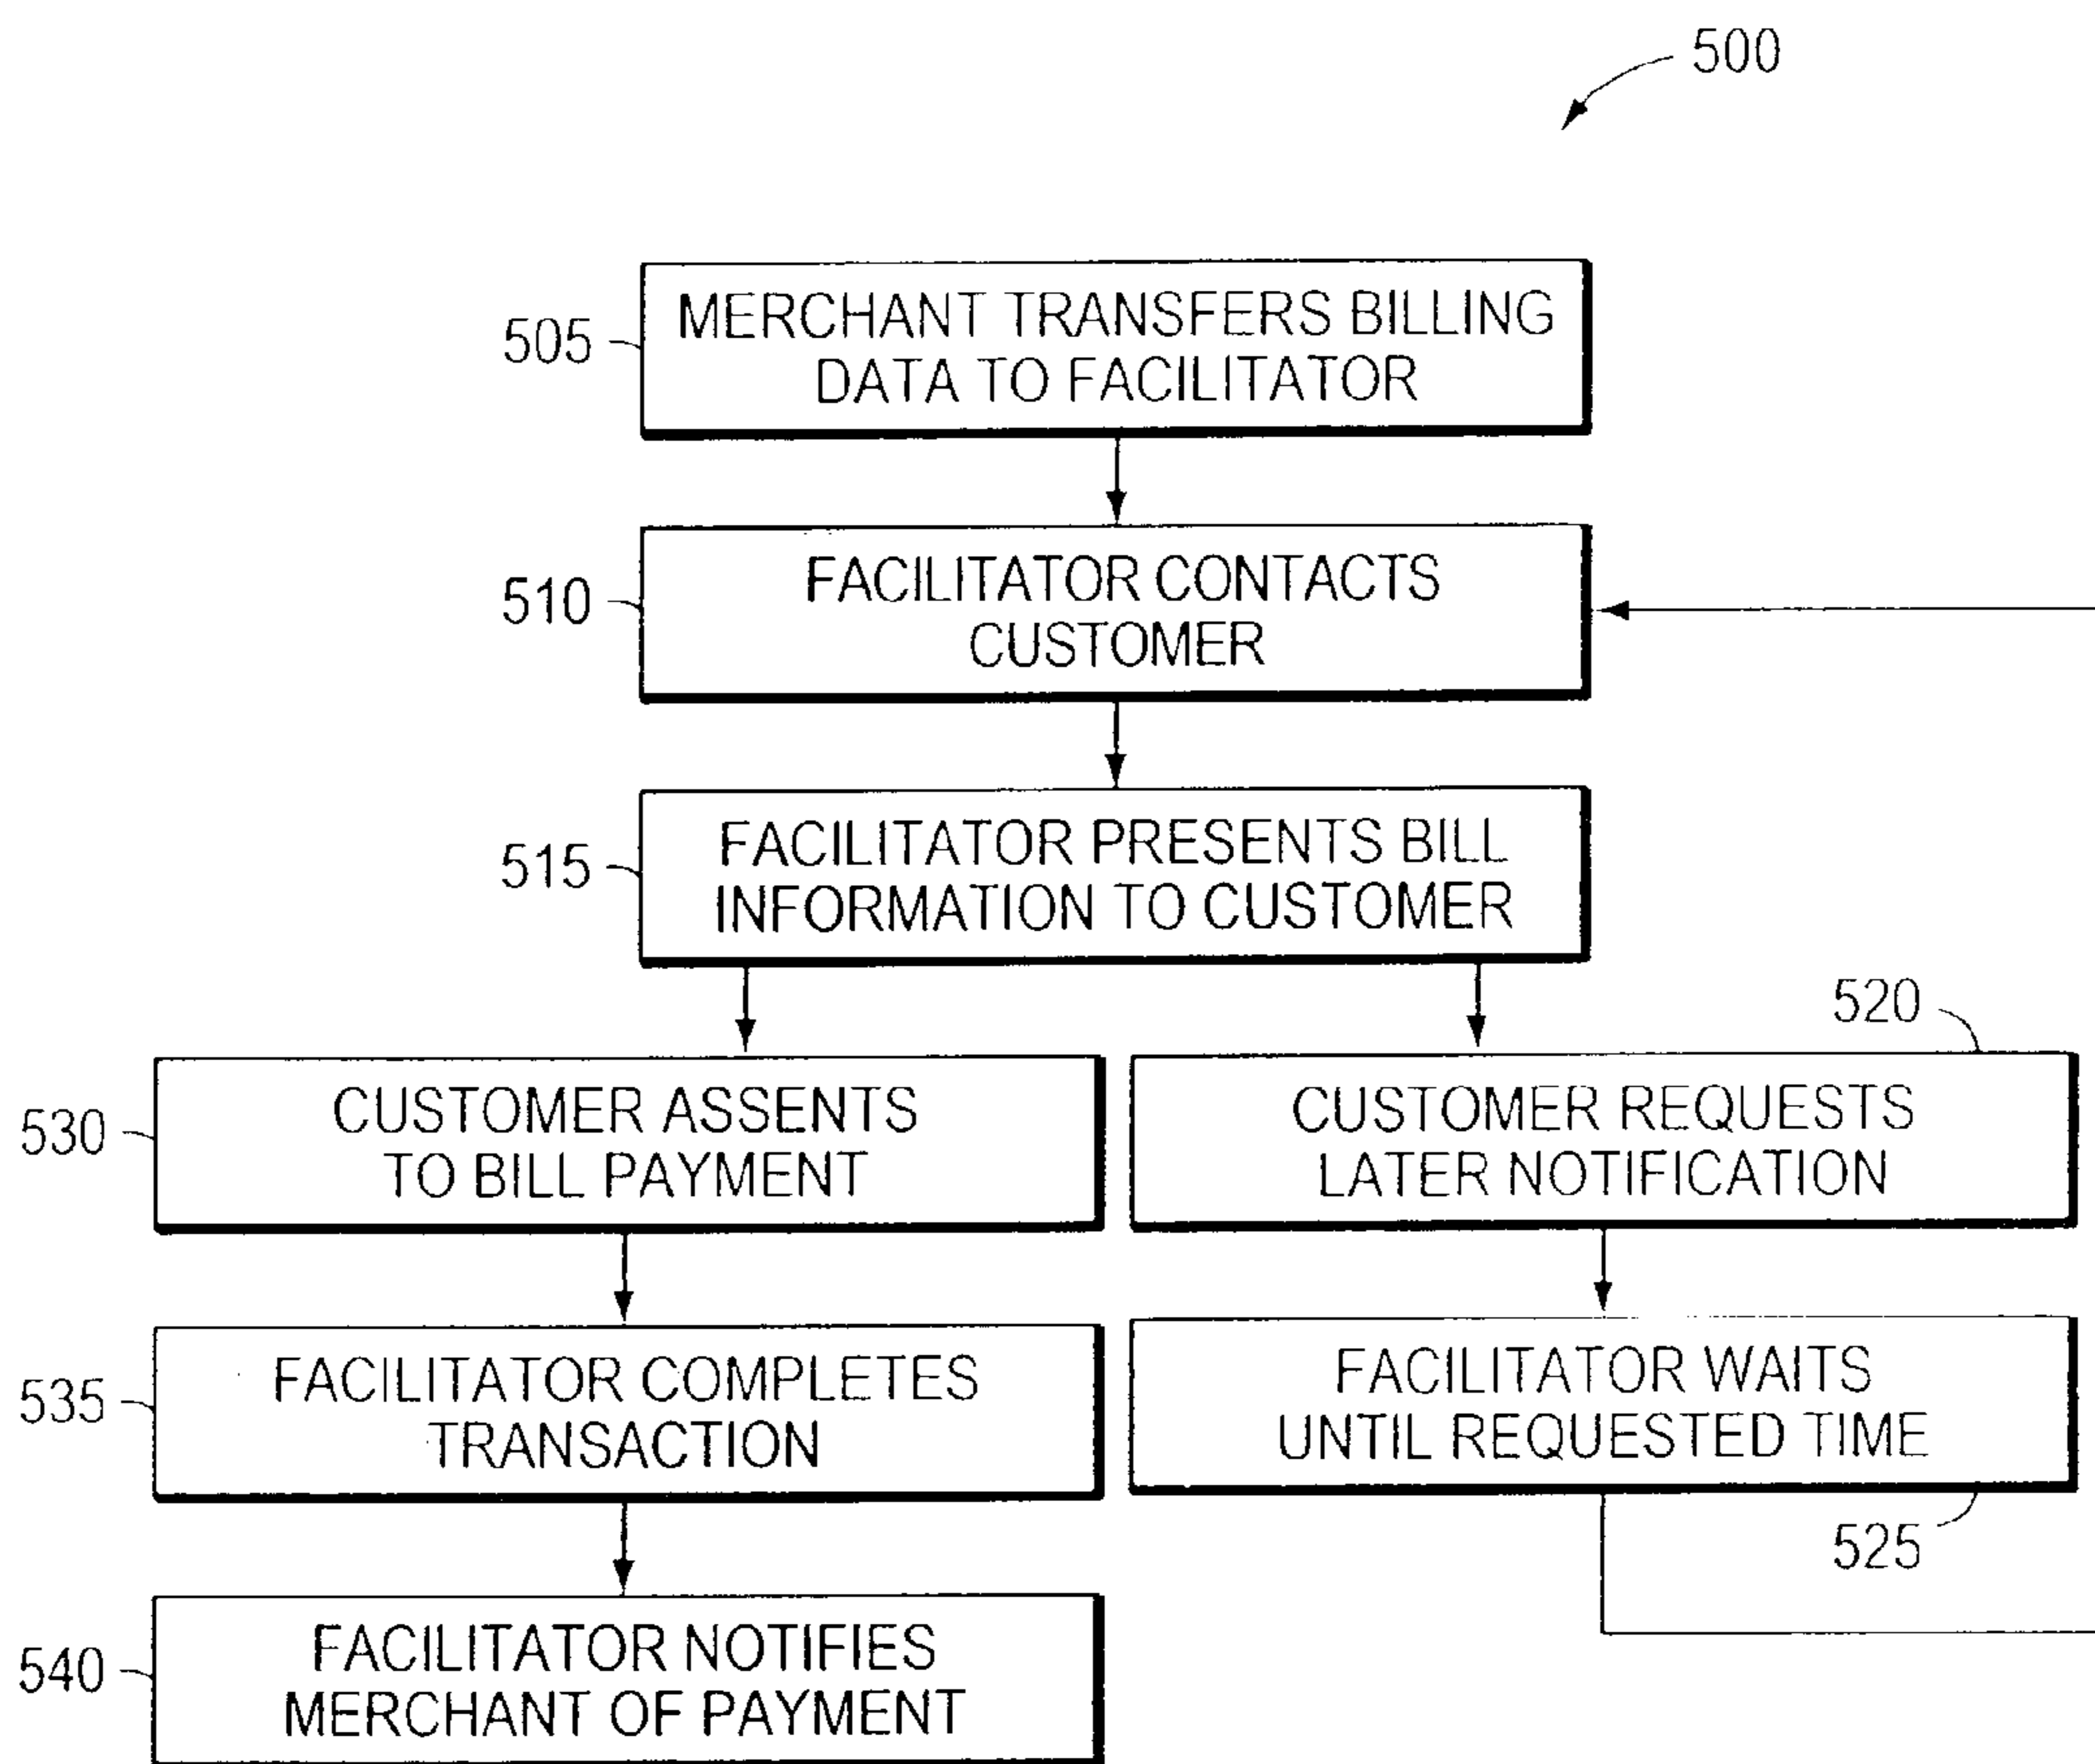 500
505
MERCHANT TRANSFERS BILLING
DATA TO FACILITATOR
510
FACILITATOR CONTACTS
CUSTOMER
515
FACILITATOR PRESENTS BILL
INFORMATION TO CUSTOMER
520
530
CUSTOMER ASSENTS
TO BILL PAYMENT
CUSTOMER REQUESTS
LATER NOTIFICATION
535
FACILITATOR COMPLETES
TRANSACTION
FACILITATOR WAITS
UNTIL REQUESTED TIME
525
540
FACILITATOR NOTIFIES
MERCHANT OF PAYMENT